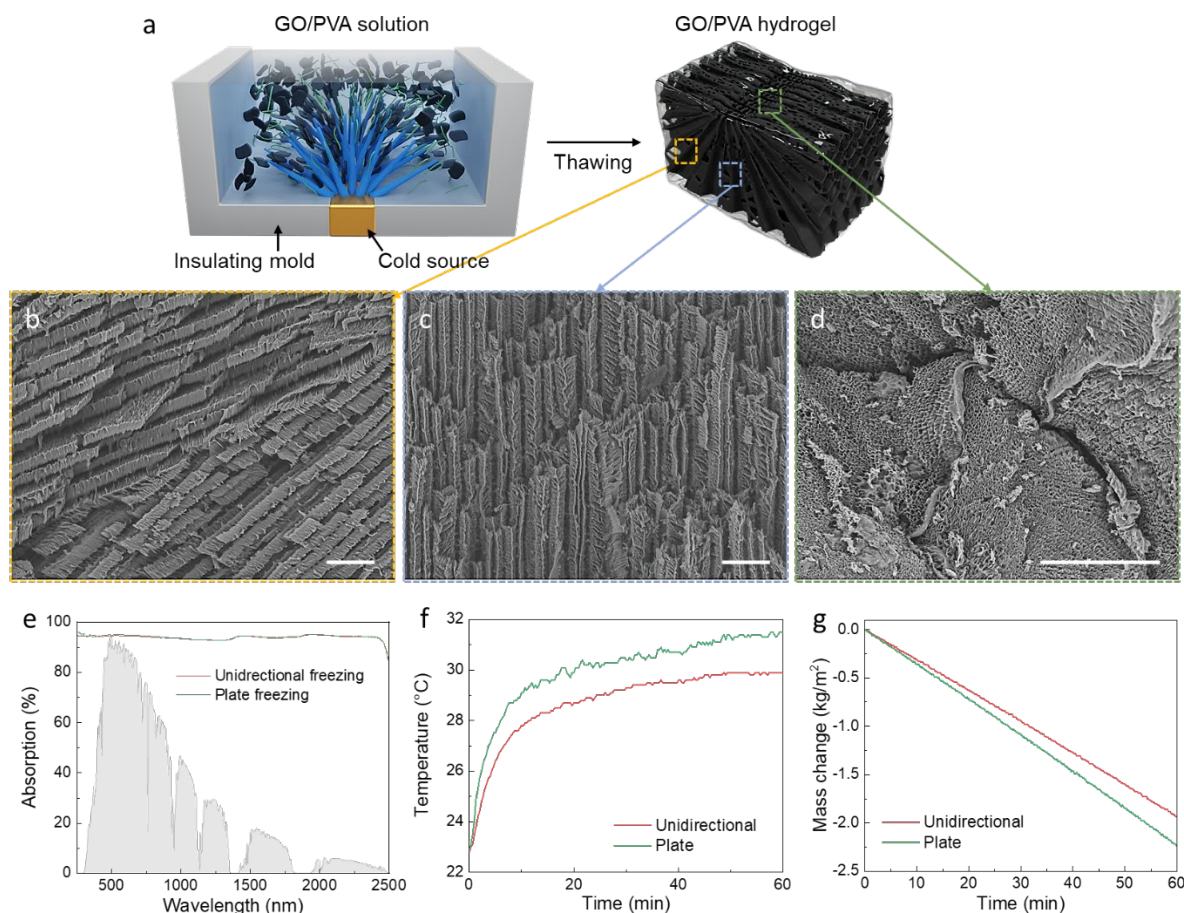 a
GO/PVA solution
GO/PVA hydrogel
Thawing
Insulating mold
Cold source
b
c
d
e
100
80
60
40
20
0
Absorption (%)
Unidirectional freezing
Plate freezing
500
1000
1500
2000
2500
Wavelength (nm)
f
32
30
28
26
24
22
Temperature (°C)
Unidirectional
Plate
0
20
40
60
Time (min)
g
0.0
-0.5
-1.0
-1.5
-2.0
-2.5
Mass change (kg/m²)
Unidirectional
Plate
0
10
20
30
40
50
60
Time (min)